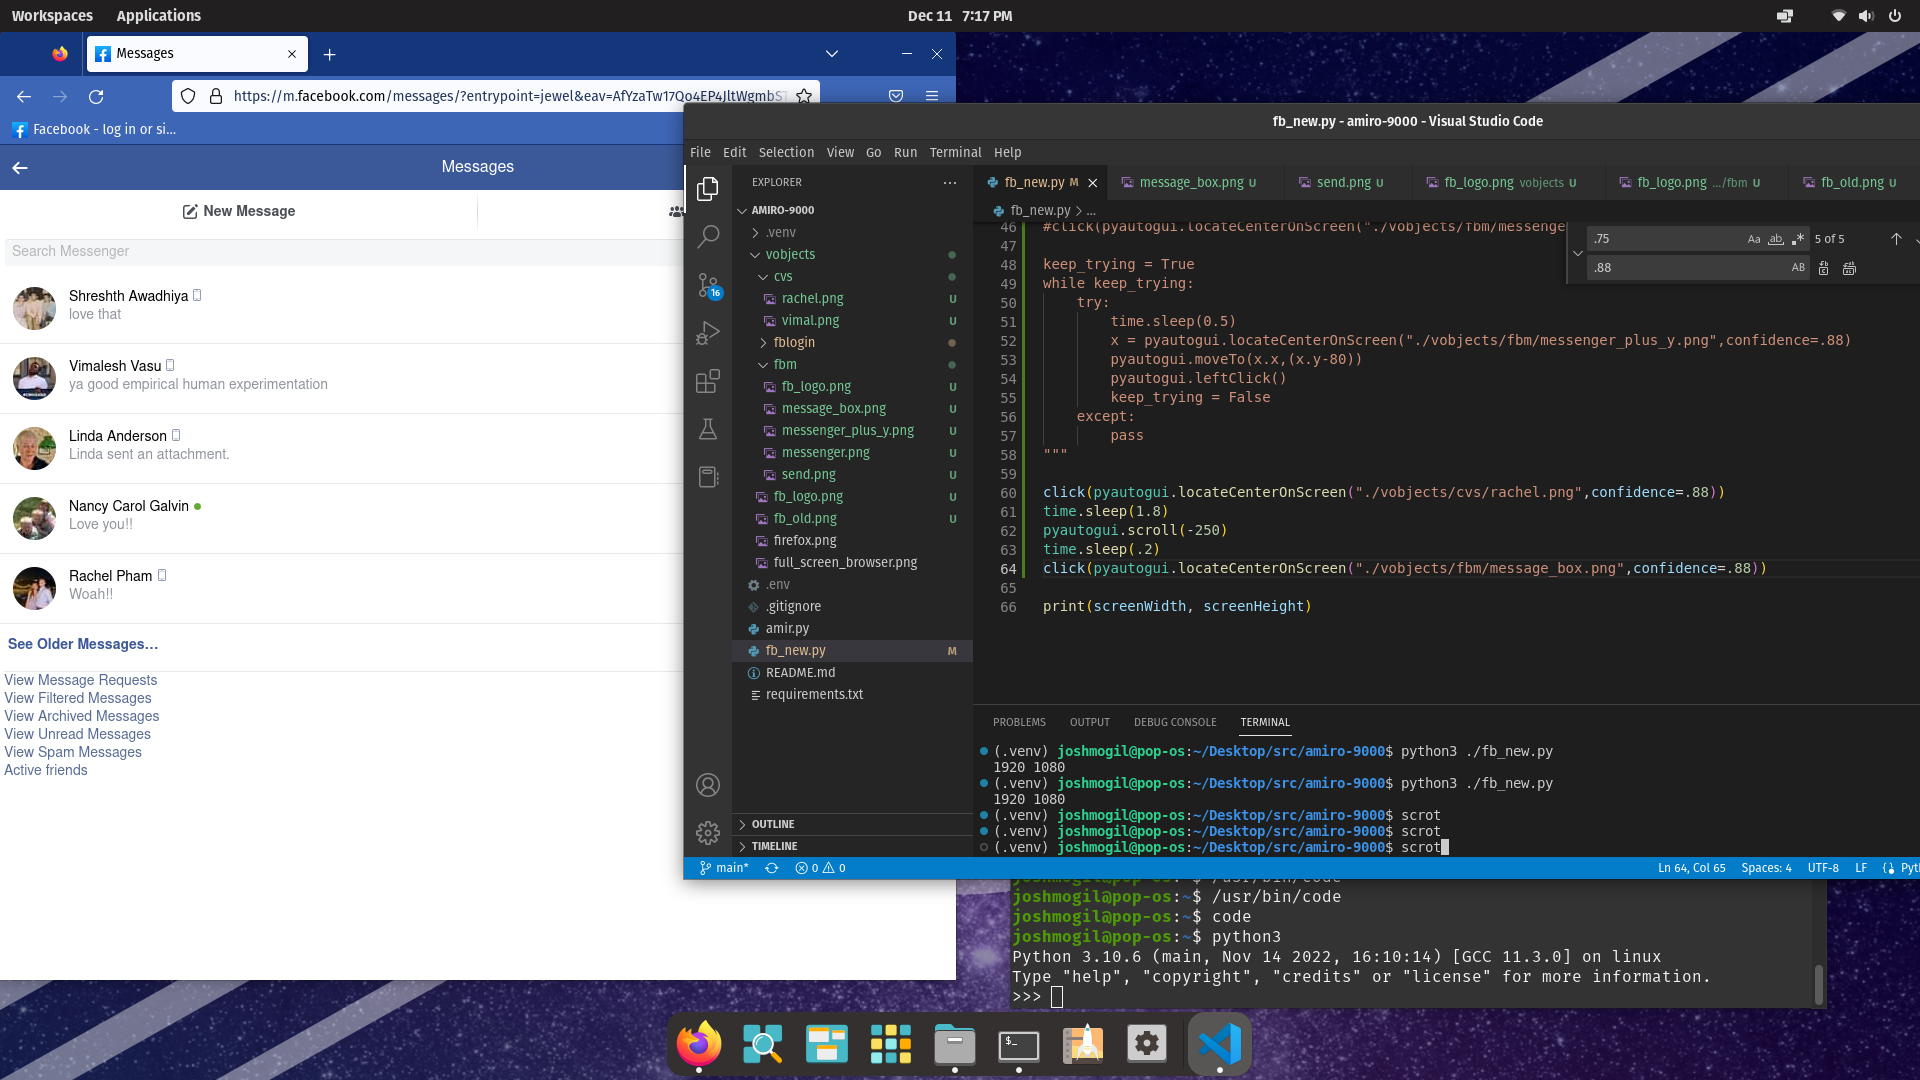 Workspaces Applications Dec 11 7:17 PM
Messages
https://m.facebook.com/messages/?entrypoint=jewel&eav=AfYzaTw17Qo4EP4JltWgmbS
Facebook - log in or si...
Messages
New Message
Search Messenger
Shreshth Awadhiya
love that
Vimalesh Vasu
ya good empirical human experimentation
Linda Anderson
Linda sent an attachment.
Nancy Carol Galvin
Love you!!
Rachel Pham
Woah!!
See Older Messages...
View Message Requests
View Filtered Messages
View Archived Messages
View Unread Messages
View Spam Messages
Active friends
fb_new.py - amiro-9000 - Visual Studio Code
File Edit Selection View Go Run Terminal Help
EXPLORER
AMIRO-9000
.venv
vobjects
cvs
rachel.png U
vimal.png U
fblogin
fbm
fb_logo.png U
message_box.png U
messenger_plus_y.png U
messenger.png U
send.png U
fb_logo.png U
fb_old.png U
firefox.png
full_screen_browser.png
.env
.gitignore
amir.py
fb_new.py M
README.md
requirements.txt
OUTLINE
TIMELINE
16
fb_new.py M message_box.png U send.png U fb_logo.png vobjects U fb_logo.png .../fbm U fb_old.png U
fb_new.py > ...
.75 Aa ab 5 of 5
.88 AB
46 #click(pyautogui.locateCenterOnScreen("./vobjects/fbm/messenge
47
48 keep_trying = True
49 while keep_trying:
50 try:
51 time.sleep(0.5)
52 x = pyautogui.locateCenterOnScreen("./vobjects/fbm/messenger_plus_y.png",confidence=.88)
53 pyautogui.moveTo(x.x,(x.y-80))
54 pyautogui.leftClick()
55 keep_trying = False
56 except:
57 pass
58 """
59
60 click(pyautogui.locateCenterOnScreen("./vobjects/cvs/rachel.png",confidence=.88))
61 time.sleep(1.8)
62 pyautogui.scroll(-250)
63 time.sleep(.2)
64 click(pyautogui.locateCenterOnScreen("./vobjects/fbm/message_box.png",confidence=.88))
65
66 print(screenWidth, screenHeight)
PROBLEMS OUTPUT DEBUG CONSOLE TERMINAL
(.venv) joshmogil@pop-os:~/Desktop/src/amiro-9000$ python3 ./fb_new.py
1920 1080
(.venv) joshmogil@pop-os:~/Desktop/src/amiro-9000$ python3 ./fb_new.py
1920 1080
(.venv) joshmogil@pop-os:~/Desktop/src/amiro-9000$ scrot
(.venv) joshmogil@pop-os:~/Desktop/src/amiro-9000$ scrot
(.venv) joshmogil@pop-os:~/Desktop/src/amiro-9000$ scrot
main* 0 0 Ln 64, Col 65 Spaces: 4 UTF-8 LF Pyt
joshmogil@pop-os:~$ /usr/bin/code
joshmogil@pop-os:~$ /usr/bin/code
joshmogil@pop-os:~$ code
joshmogil@pop-os:~$ python3
Python 3.10.6 (main, Nov 14 2022, 16:10:14) [GCC 11.3.0] on linux
Type "help", "copyright", "credits" or "license" for more information.
>>>
$_